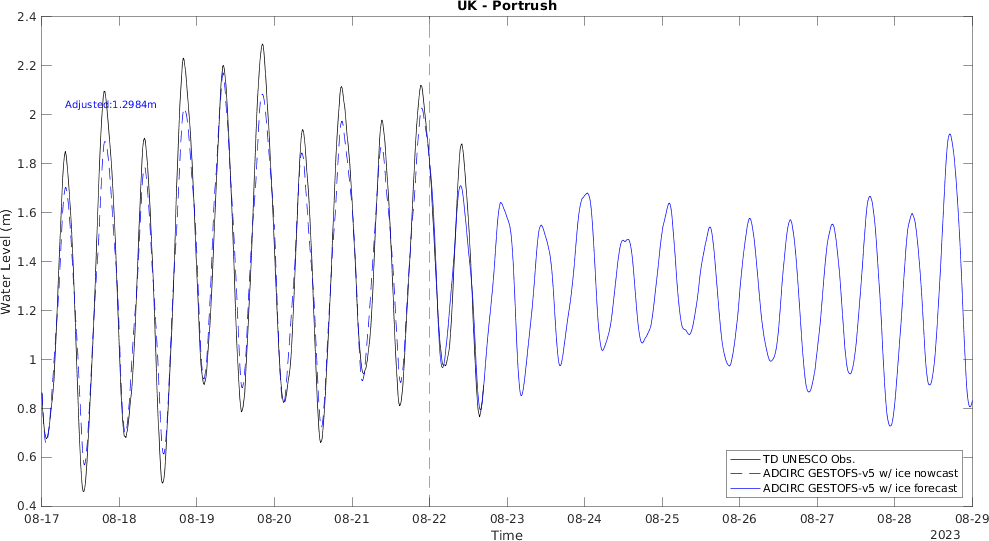 UK - Portrush
Water Level (m)
2.4
2.2
2
1.8
1.6
1.4
1.2
1
0.8
0.6
0.4
Adjusted:1.2984m
TD UNESCO Obs.
ADCIRC GESTOFS-v5 w/ ice nowcast
ADCIRC GESTOFS-v5 w/ ice forecast
08-17 08-18 08-19 08-20 08-21 08-22 08-23 08-24 08-25 08-26 08-27 08-28 08-29
Time
2023